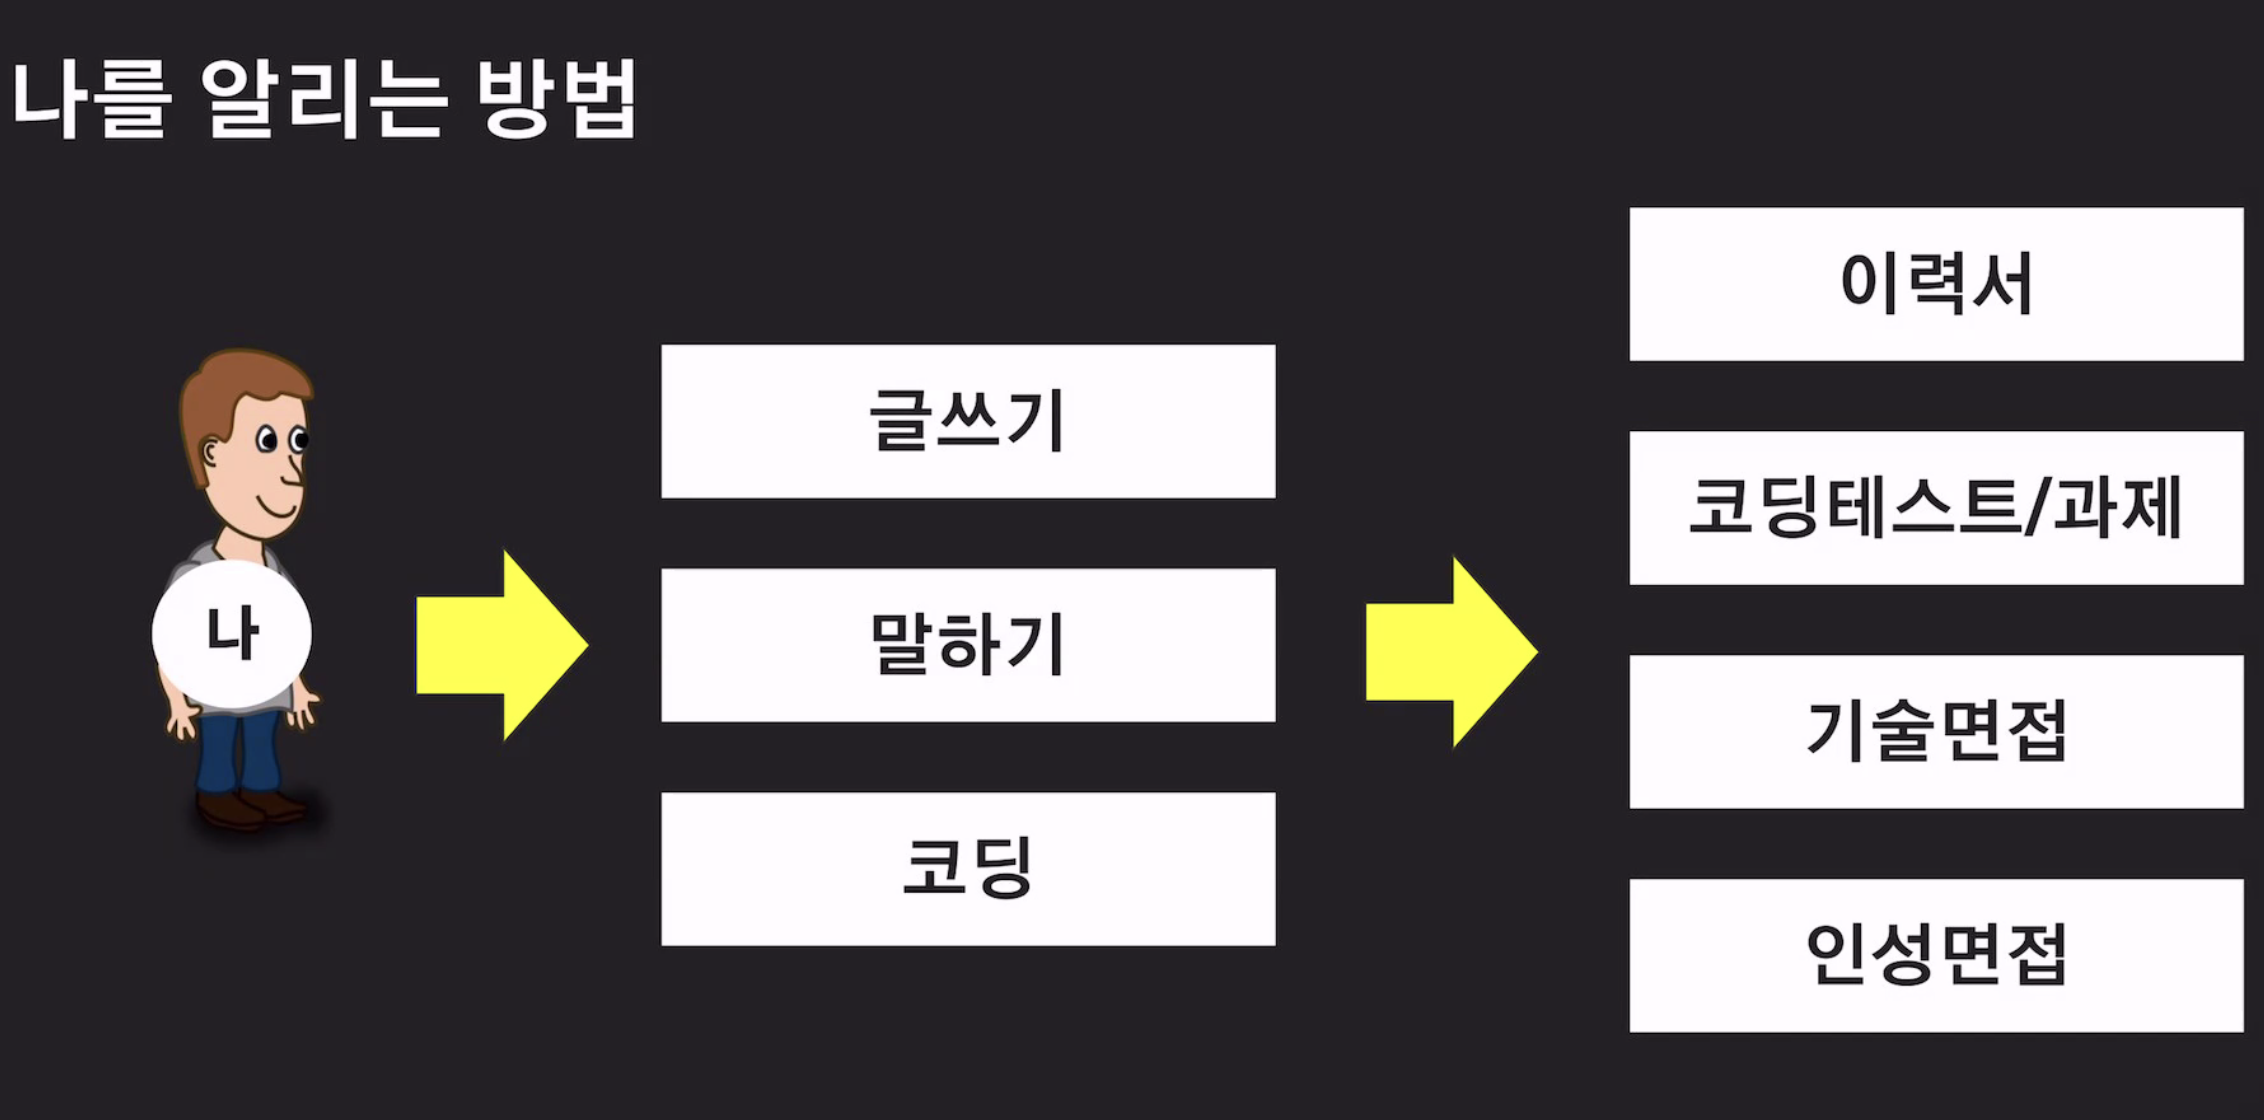 나를 알리는 방법
나
글쓰기
말하기
코딩
이력서
코딩테스트/과제
기술면접
인성면접